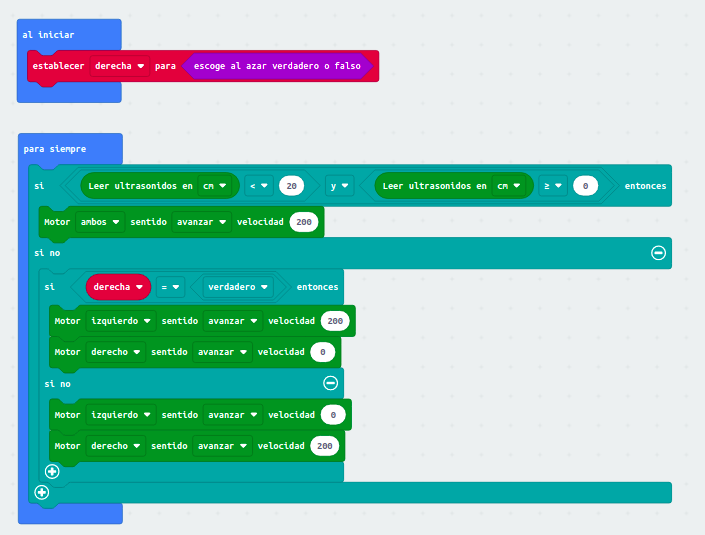 al iniciar
establecer derecha para escoge al azar verdadero o falso
para siempre
si Leer ultrasonidos en cm < 20 y Leer ultrasonidos en cm ≥ 0 entonces
Motor ambos sentido avanzar velocidad 200
si no
si derecha = verdadero entonces
Motor izquierdo sentido avanzar velocidad 200
Motor derecho sentido avanzar velocidad 0
si no
Motor izquierdo sentido avanzar velocidad 0
Motor derecho sentido avanzar velocidad 200